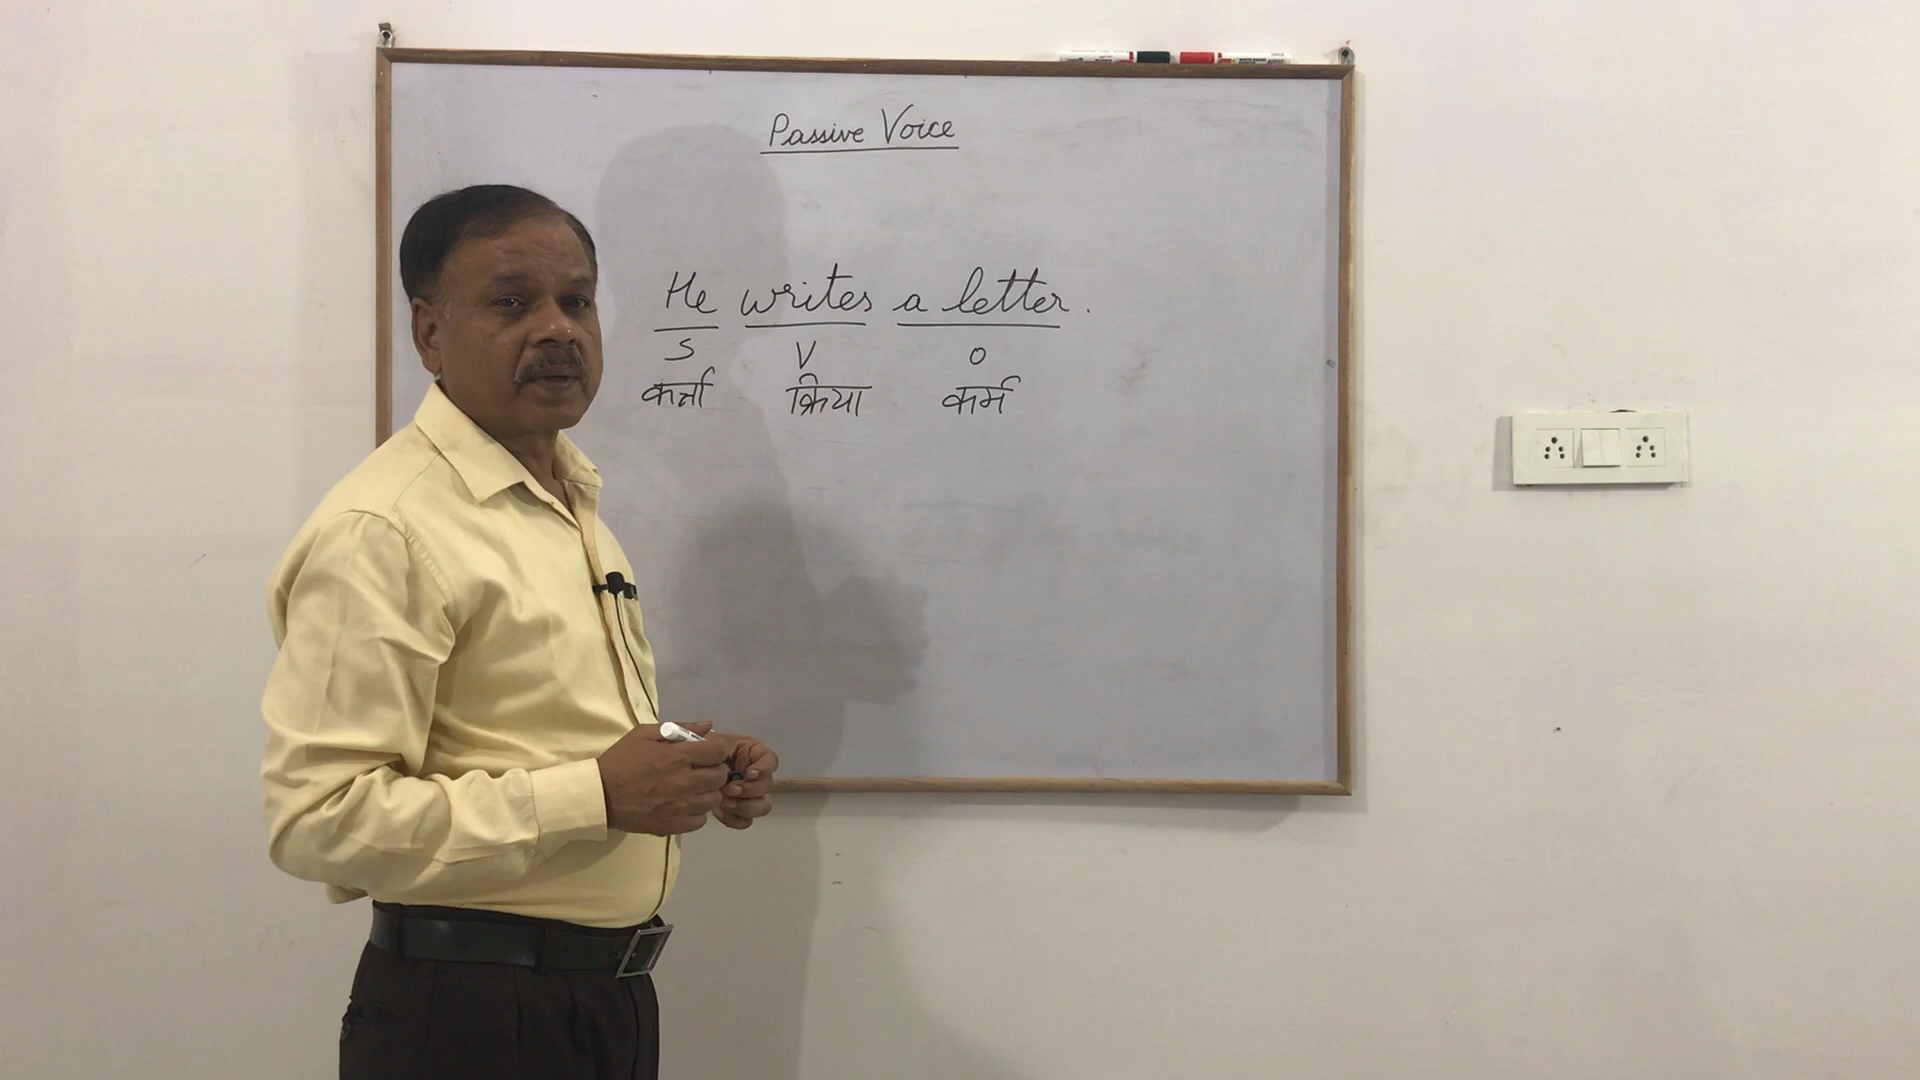 Passive Voice
He writes a letter.
S V O
कर्त्ता क्रिया कर्म